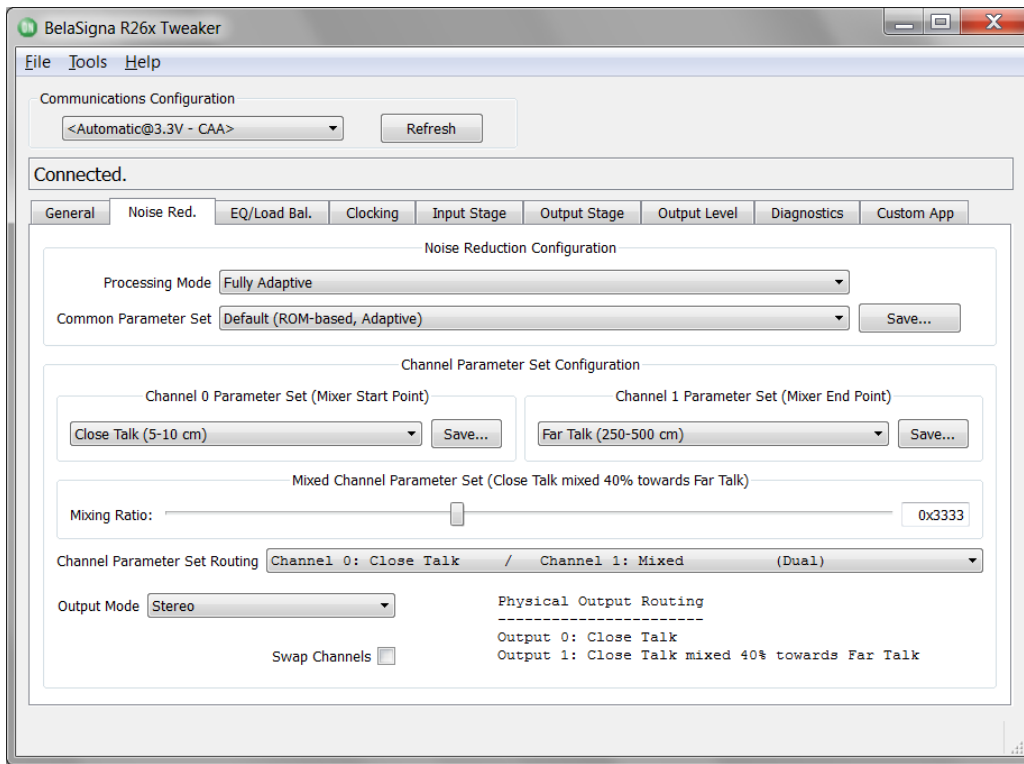 BelaSigna R26x Tweaker
File Tools Help
Communications Configuration
<Automatic@3.3V - CAA>
Refresh
Connected.
General Noise Red. EQ/Load Bal. Clocking Input Stage Output Stage Output Level Diagnostics Custom App
Noise Reduction Configuration
Processing Mode Fully Adaptive
Common Parameter Set Default (ROM-based, Adaptive) Save...
Channel Parameter Set Configuration
Channel 0 Parameter Set (Mixer Start Point)
Close Talk (5-10 cm) Save...
Channel 1 Parameter Set (Mixer End Point)
Far Talk (250-500 cm) Save...
Mixed Channel Parameter Set (Close Talk mixed 40% towards Far Talk)
Mixing Ratio: 0x3333
Channel Parameter Set Routing Channel 0: Close Talk / Channel 1: Mixed (Dual)
Output Mode Stereo
Swap Channels
Physical Output Routing
-----------------------
Output 0: Close Talk
Output 1: Close Talk mixed 40% towards Far Talk